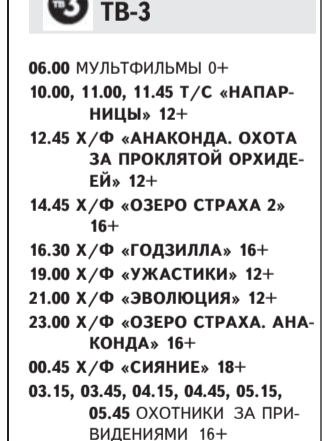 ТВ3 ТВ-3
06.00 МУЛЬТФИЛЬМЫ 0+
10.00, 11.00, 11.45 Т/С «НАПАР-
НИЦЫ» 12+
12.45 Х/Ф «АНАКОНДА. ОХОТА
ЗА ПРОКЛЯТОЙ ОРХИДЕ-
ЕЙ» 12+
14.45 Х/Ф «ОЗЕРО СТРАХА 2»
16+
16.30 Х/Ф «ГОДЗИЛЛА» 16+
19.00 Х/Ф «УЖАСТИКИ» 12+
21.00 Х/Ф «ЭВОЛЮЦИЯ» 12+
23.00 Х/Ф «ОЗЕРО СТРАХА. АНА-
КОНДА» 16+
00.45 Х/Ф «СИЯНИЕ» 18+
03.15, 03.45, 04.15, 04.45, 05.15,
05.45 ОХОТНИКИ ЗА ПРИ-
ВИДЕНИЯМИ 16+